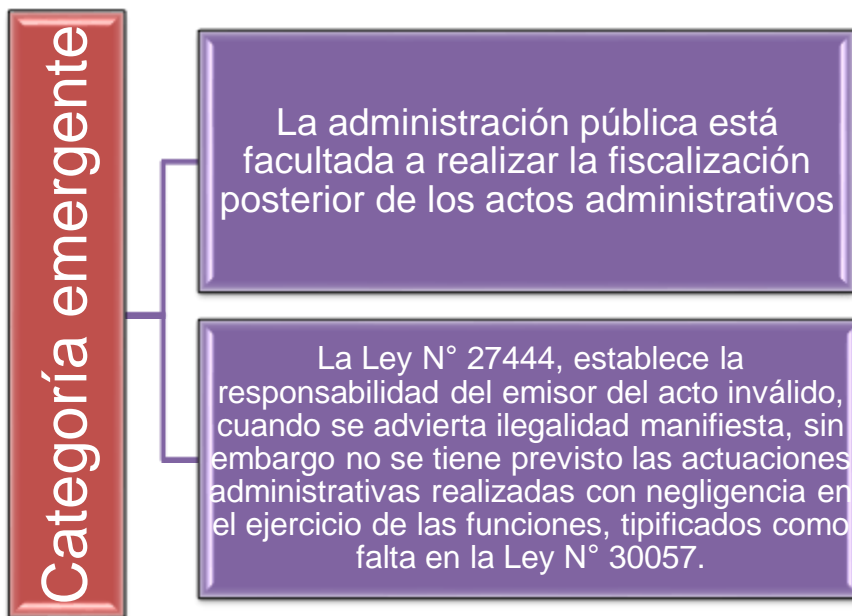 Categoría emergente
La administración pública está
facultada a realizar la fiscalización
posterior de los actos administrativos
La Ley N° 27444, establece la
responsabilidad del emisor del acto inválido,
cuando se advierta ilegalidad manifiesta, sin
embargo no se tiene previsto las actuaciones
administrativas realizadas con negligencia en
el ejercicio de las funciones, tipificados como
falta en la Ley N° 30057.